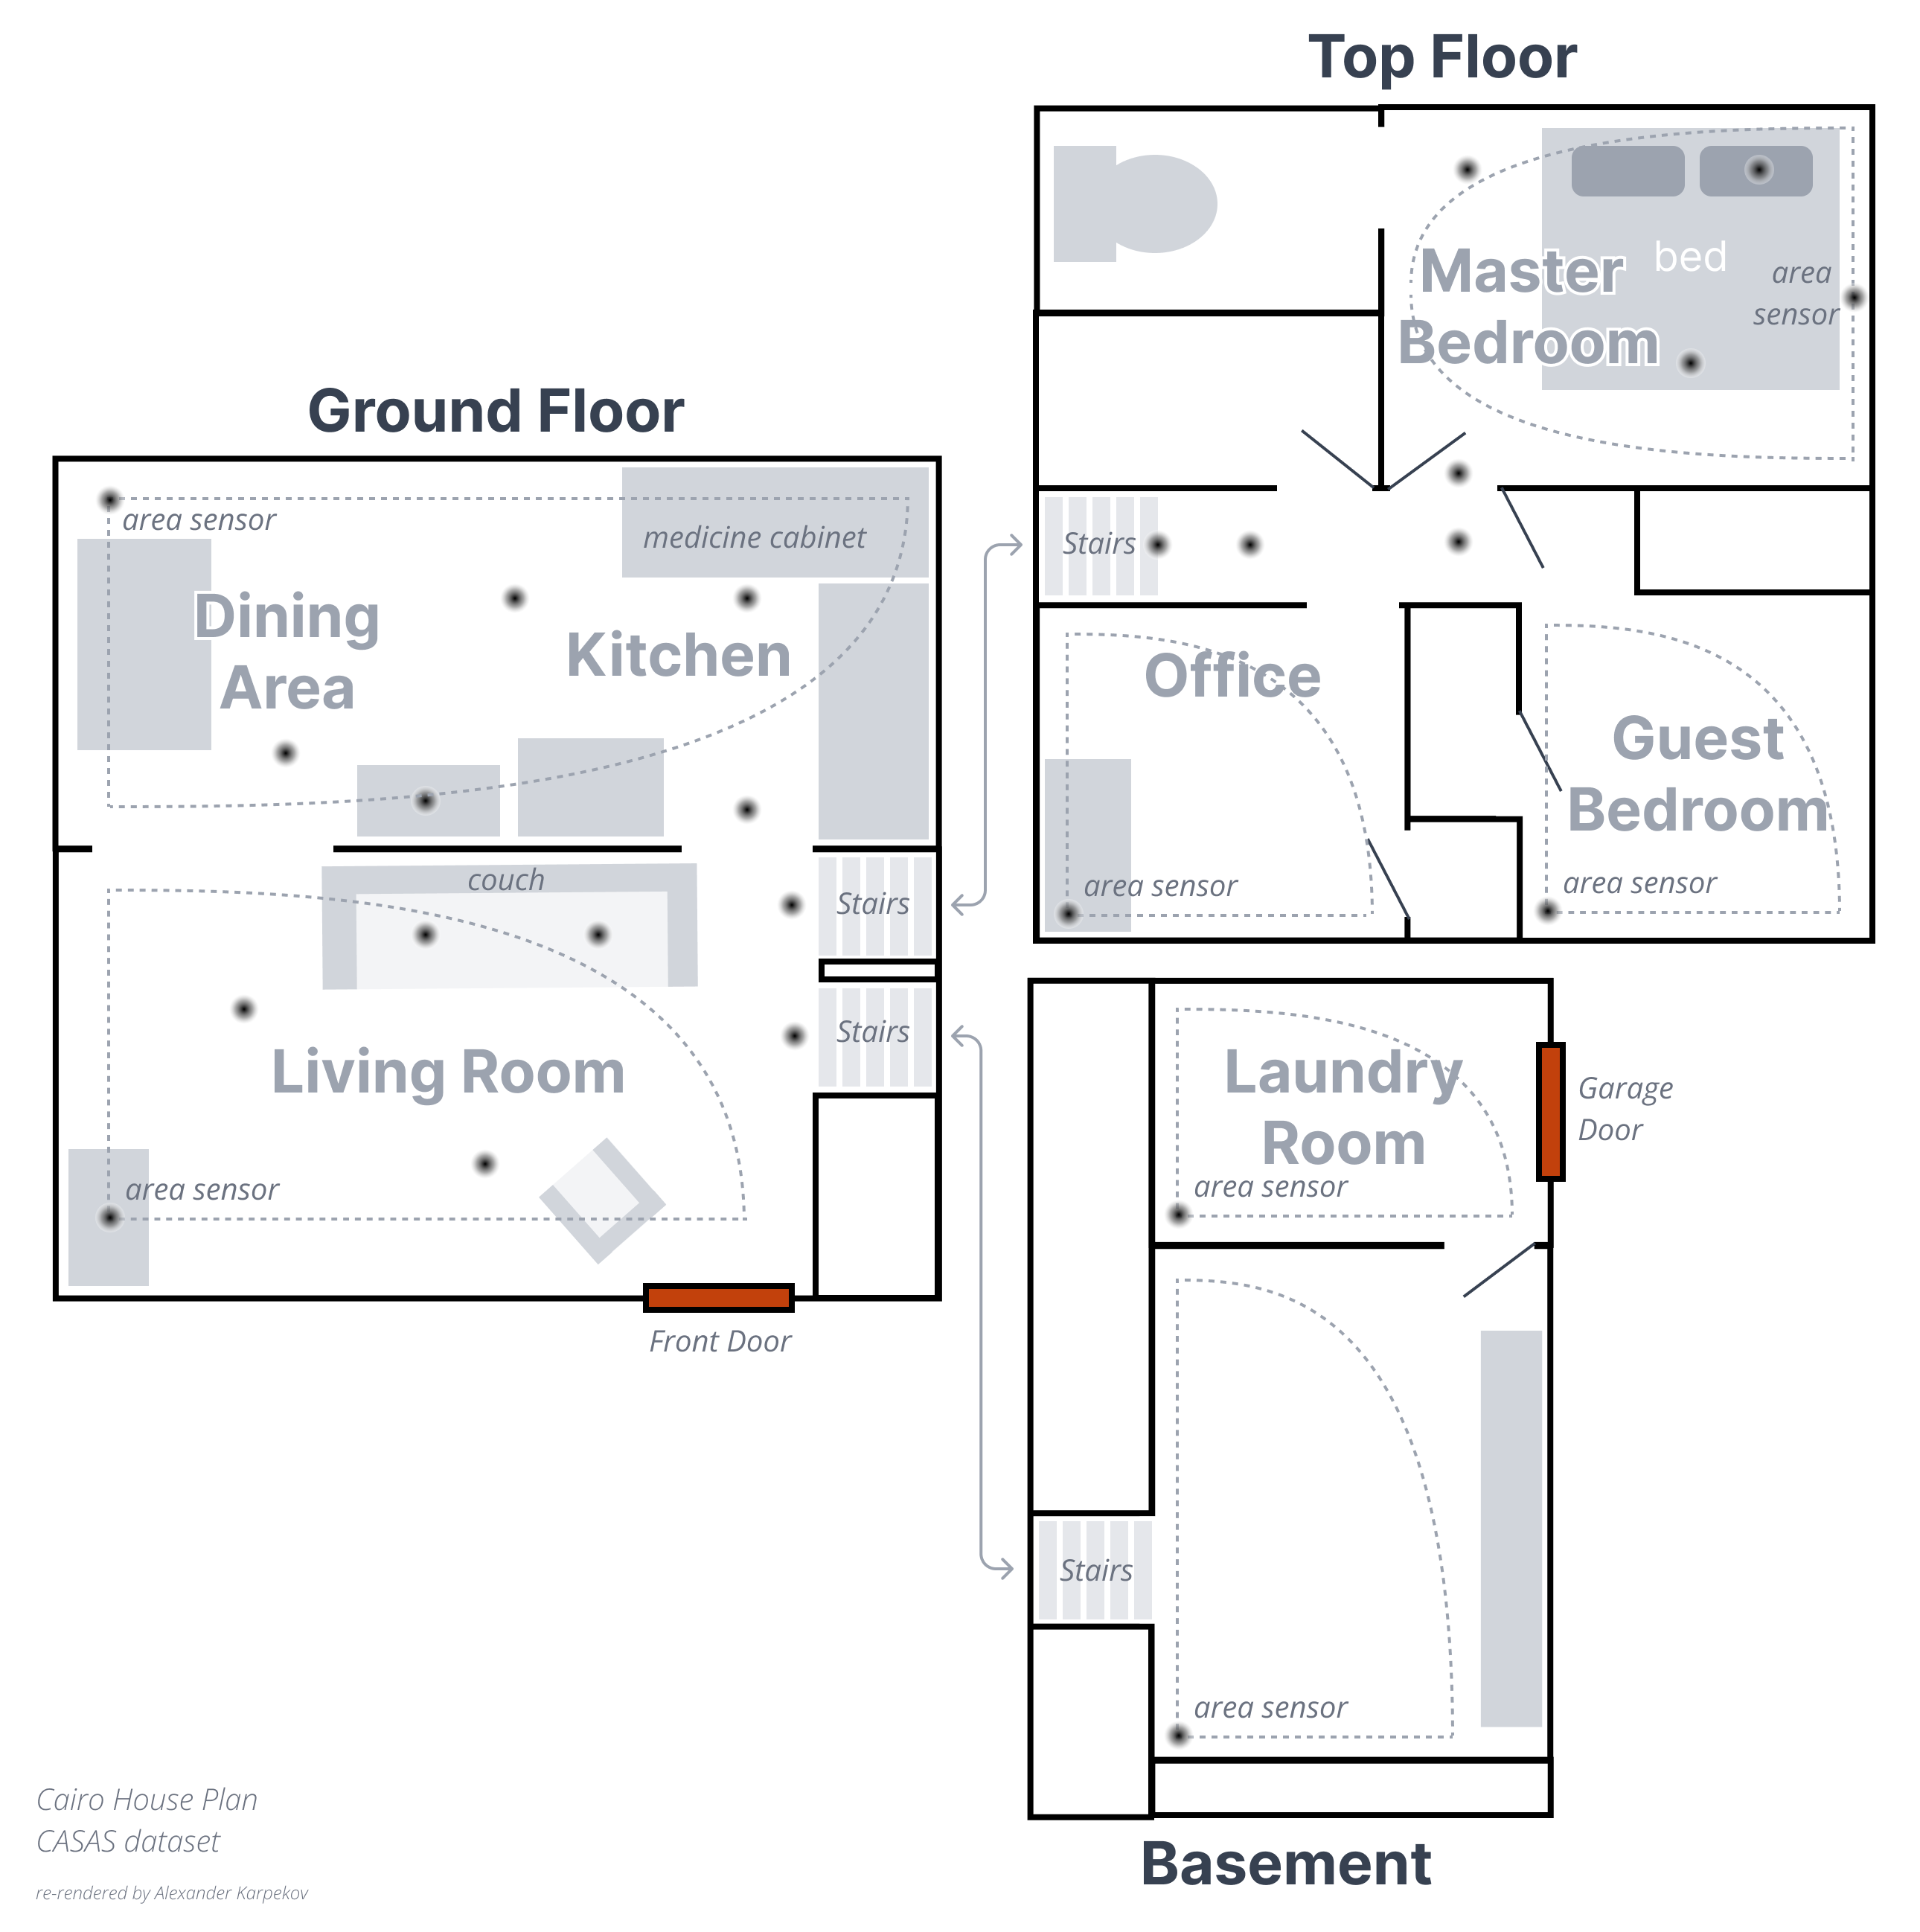 Top Floor
bed
Master
Bedroom
area
sensor
Stairs
Office
Guest
Bedroom
area sensor
area sensor
Ground Floor
area sensor
medicine cabinet
Dining
Area
Kitchen
couch
Stairs
Stairs
Living Room
area sensor
Front Door
Laundry
Room
area sensor
Garage
Door
Stairs
area sensor
Basement
Cairo House Plan
CASAS dataset
re-rendered by Alexander Karpekov